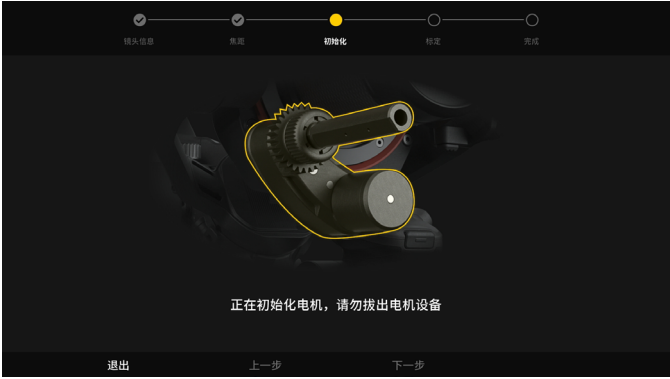 镜头信息
焦距
初始化
标定
完成
正在初始化电机，请勿拔出电机设备
退出
上一步
下一步